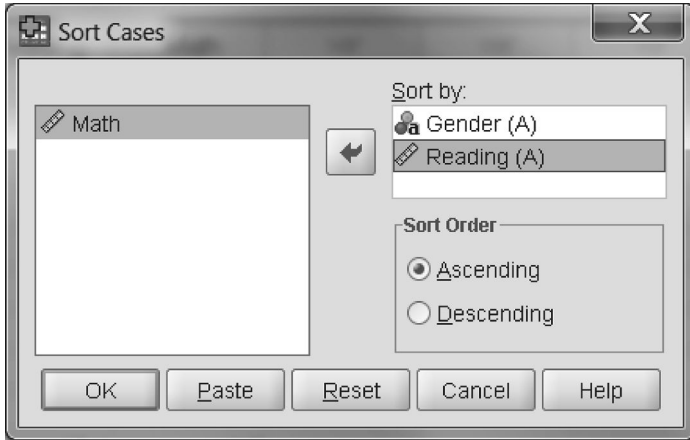 Sort Cases
X
Sort by:
Math
Gender (A)
Reading (A)
Sort Order
Ascending
Descending
OK
Paste
Reset
Cancel
Help